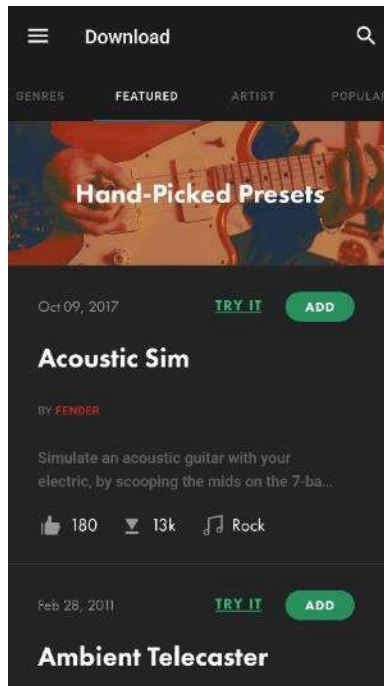 Download
GENRES FEATURED ARTIST POPULAR
Hand-Picked Presets
Oct 09, 2017 TRY IT ADD
Acoustic Sim
BY FENDER
Simulate an acoustic guitar with your
electric, by scooping the mids on the 7-ba...
180 13k Rock
Feb 28, 2011 TRY IT ADD
Ambient Telecaster